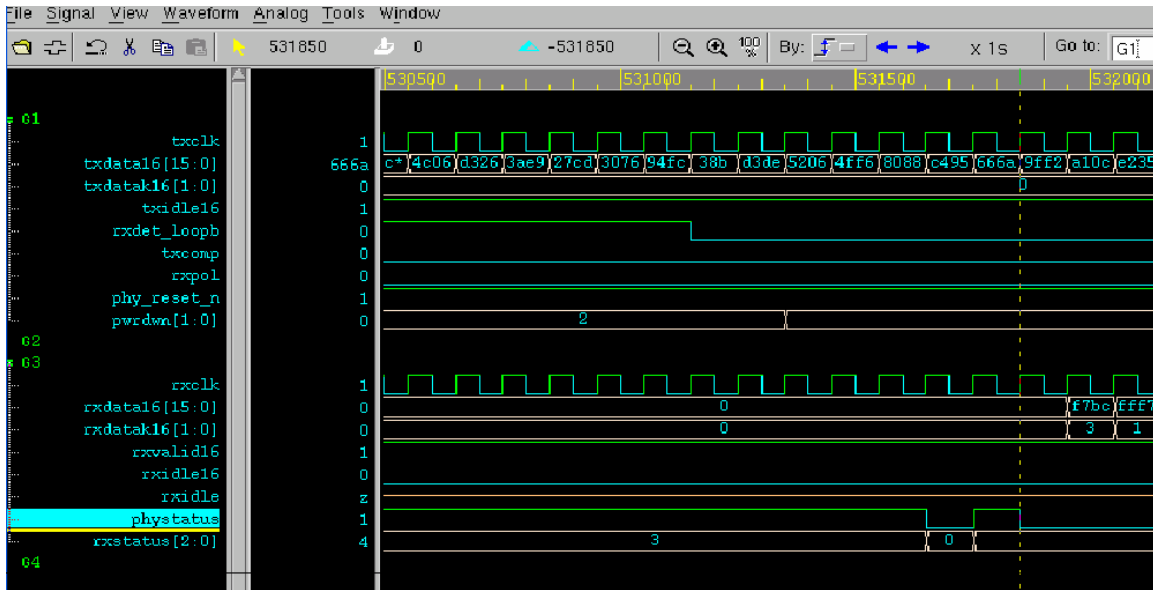 File Signal View Waveform Analog Tools Window
531850 0 -531850 100 % By: x 1s Go to: G1
530500 531000 531500 532000
G1
txclk 1
txdata16[15:0] 666a c* 4c06 d326 3ae9 27cd 3076 94fc 38b d3de 5206 4ff6 8088 c495 666a 9ff2 a10c e235
txdatak16[1:0] 0 0
txidle16 1
rxdet_loopb 0
txcomp 0
rxpol 0
phy_reset_n 1
pwrdwn[1:0] 0 2
G2
G3
rxclk 1
rxdata16[15:0] 0 0 f7bc fff7
rxdatak16[1:0] 0 0 3 1
rxvalid16 1
rxidle16 0
rxidle z
phystatus 1
rxstatus[2:0] 4 3 0
G4